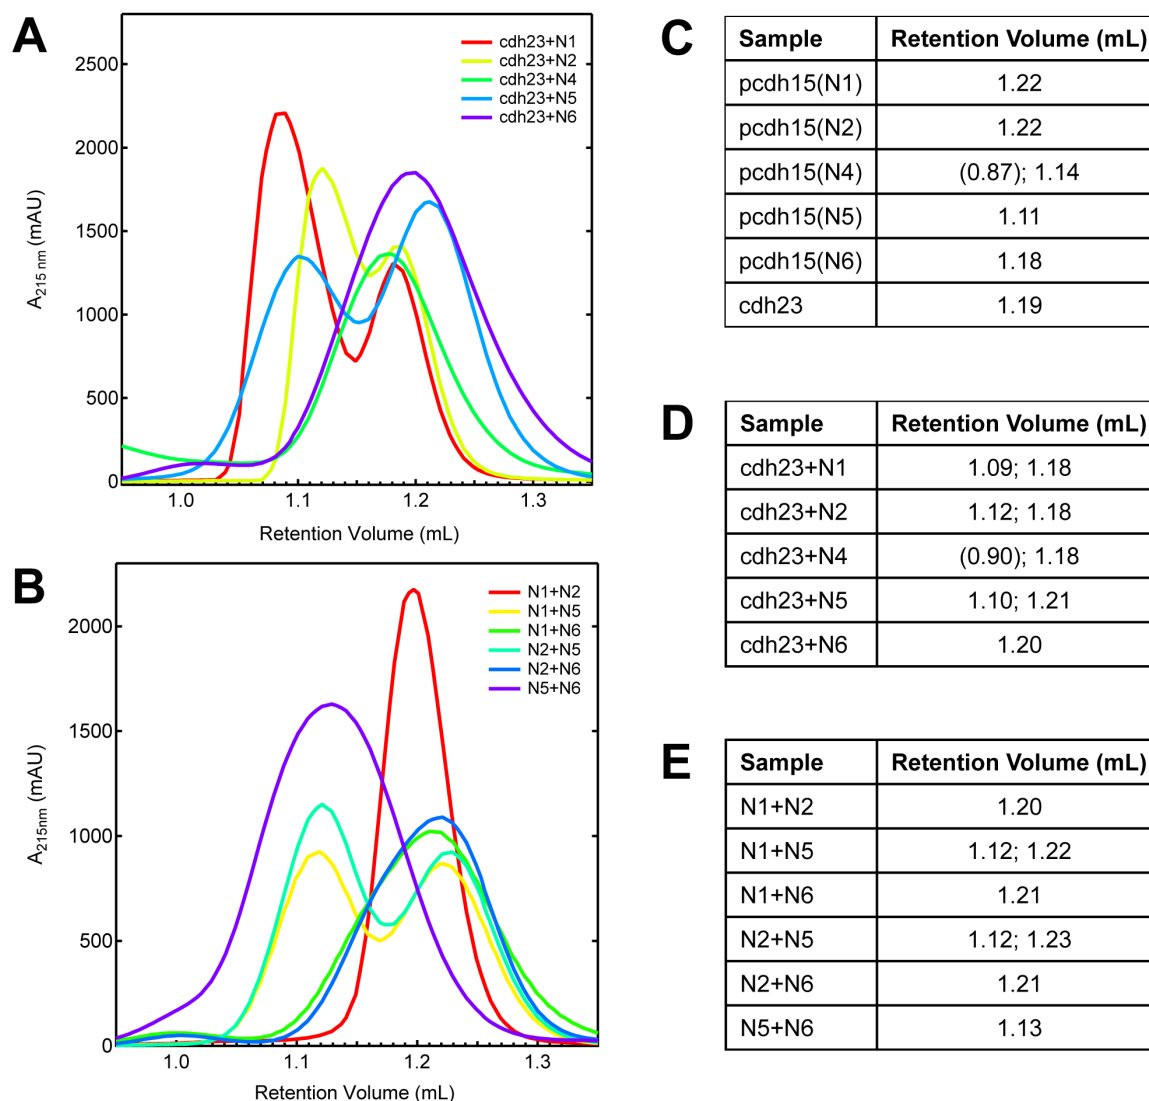 A
cdh23+N1
cdh23+N2
cdh23+N4
cdh23+N5
cdh23+N6
2500
2000
1500
1000
500
0
A215 nm (mAU)
1.0 1.1 1.2 1.3
Retention Volume (mL)
B
N1+N2
N1+N5
N1+N6
N2+N5
N2+N6
N5+N6
2000
1500
1000
500
0
A215nm (mAU)
1.0 1.1 1.2 1.3
Retention Volume (mL)
C
Sample Retention Volume (mL)
pcdh15(N1) 1.22
pcdh15(N2) 1.22
pcdh15(N4) (0.87); 1.14
pcdh15(N5) 1.11
pcdh15(N6) 1.18
cdh23 1.19
D
Sample Retention Volume (mL)
cdh23+N1 1.09; 1.18
cdh23+N2 1.12; 1.18
cdh23+N4 (0.90); 1.18
cdh23+N5 1.10; 1.21
cdh23+N6 1.20
E
Sample Retention Volume (mL)
N1+N2 1.20
N1+N5 1.12; 1.22
N1+N6 1.21
N2+N5 1.12; 1.23
N2+N6 1.21
N5+N6 1.13